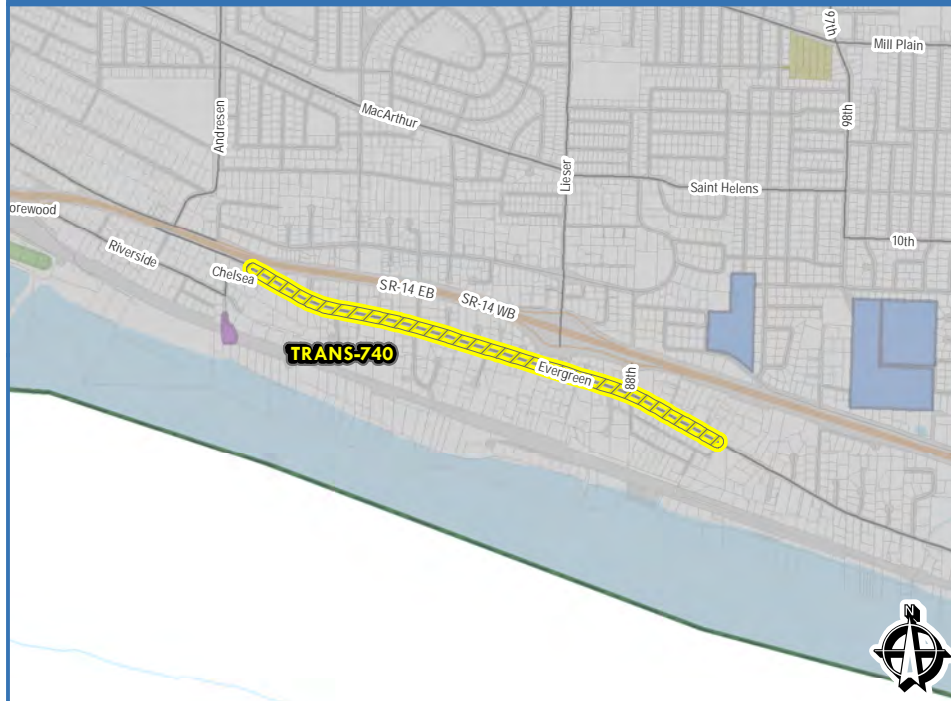 97th
Mill Plain
Andresen
MacArthur
98th
Lieser
Saint Helens
orewood
10th
Riverside
Chelsea
SR-14 EB
SR-14 WB
TRANS-740
Evergreen
88th
N